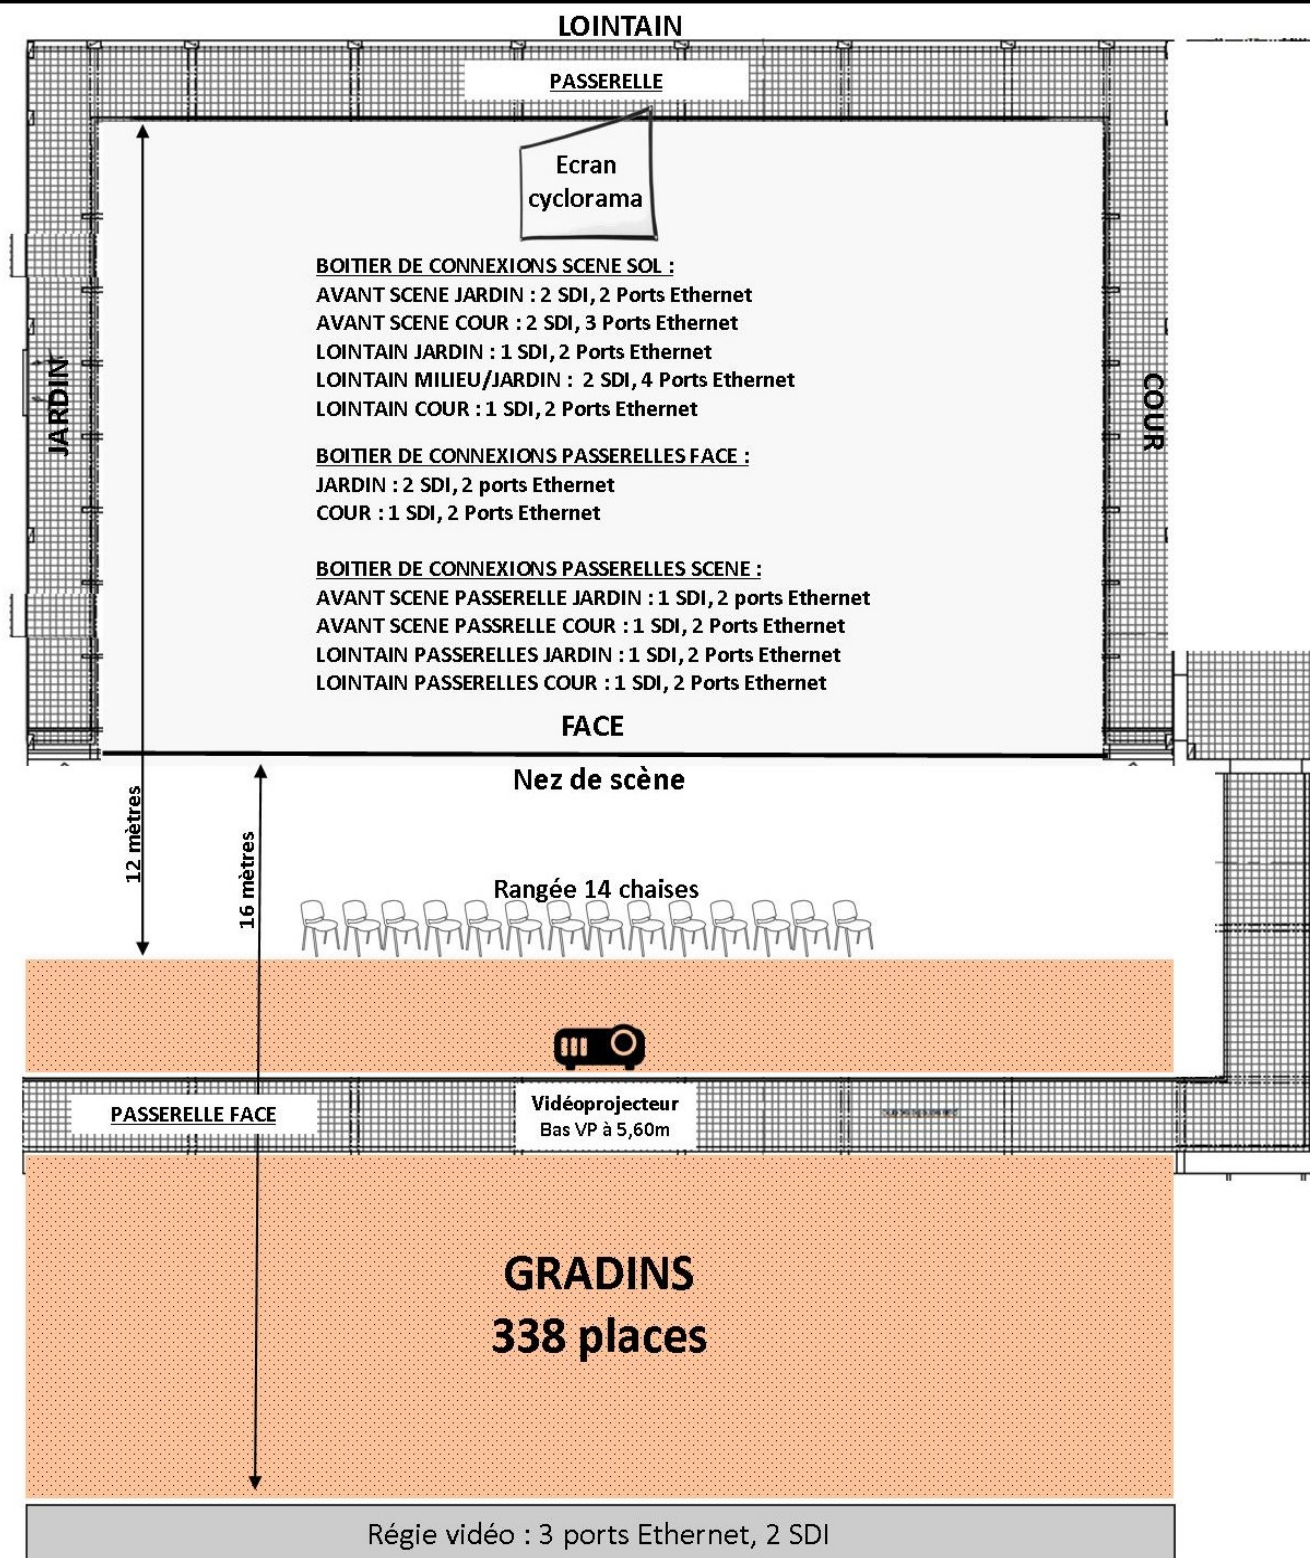 LOINTAIN
PASSERELLE
Ecran
cyclorama
BOITIER DE CONNEXIONS SCENE SOL :
AVANT SCENE JARDIN : 2 SDI, 2 Ports Ethernet
AVANT SCENE COUR : 2 SDI, 3 Ports Ethernet
LOINTAIN JARDIN : 1 SDI, 2 Ports Ethernet
LOINTAIN MILIEU/JARDIN : 2 SDI, 4 Ports Ethernet
LOINTAIN COUR : 1 SDI, 2 Ports Ethernet
JARDIN
COUR
BOITIER DE CONNEXIONS PASSERELLES FACE :
JARDIN : 2 SDI, 2 ports Ethernet
COUR : 1 SDI, 2 Ports Ethernet
BOITIER DE CONNEXIONS PASSERELLES SCENE :
AVANT SCENE PASSERELLE JARDIN : 1 SDI, 2 ports Ethernet
AVANT SCENE PASSRELLE COUR : 1 SDI, 2 Ports Ethernet
LOINTAIN PASSERELLES JARDIN : 1 SDI, 2 Ports Ethernet
LOINTAIN PASSERELLES COUR : 1 SDI, 2 Ports Ethernet
FACE
Nez de scène
12 mètres
16 mètres
Rangée 14 chaises
PASSERELLE FACE
Vidéoprojecteur
Bas VP à 5,60m
GRADINS
338 places
Régie vidéo : 3 ports Ethernet, 2 SDI